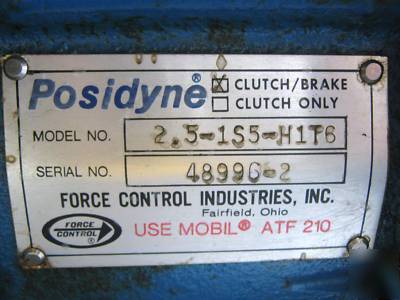 Posidyne® ☒ CLUTCH/BRAKE
☐ CLUTCH ONLY
MODEL NO. 2.5-1S5-H1T6
SERIAL NO. 48996-2
FORCE CONTROL INDUSTRIES, INC.
Fairfield, Ohio
FORCE CONTROL ® USE MOBIL® ATF 210